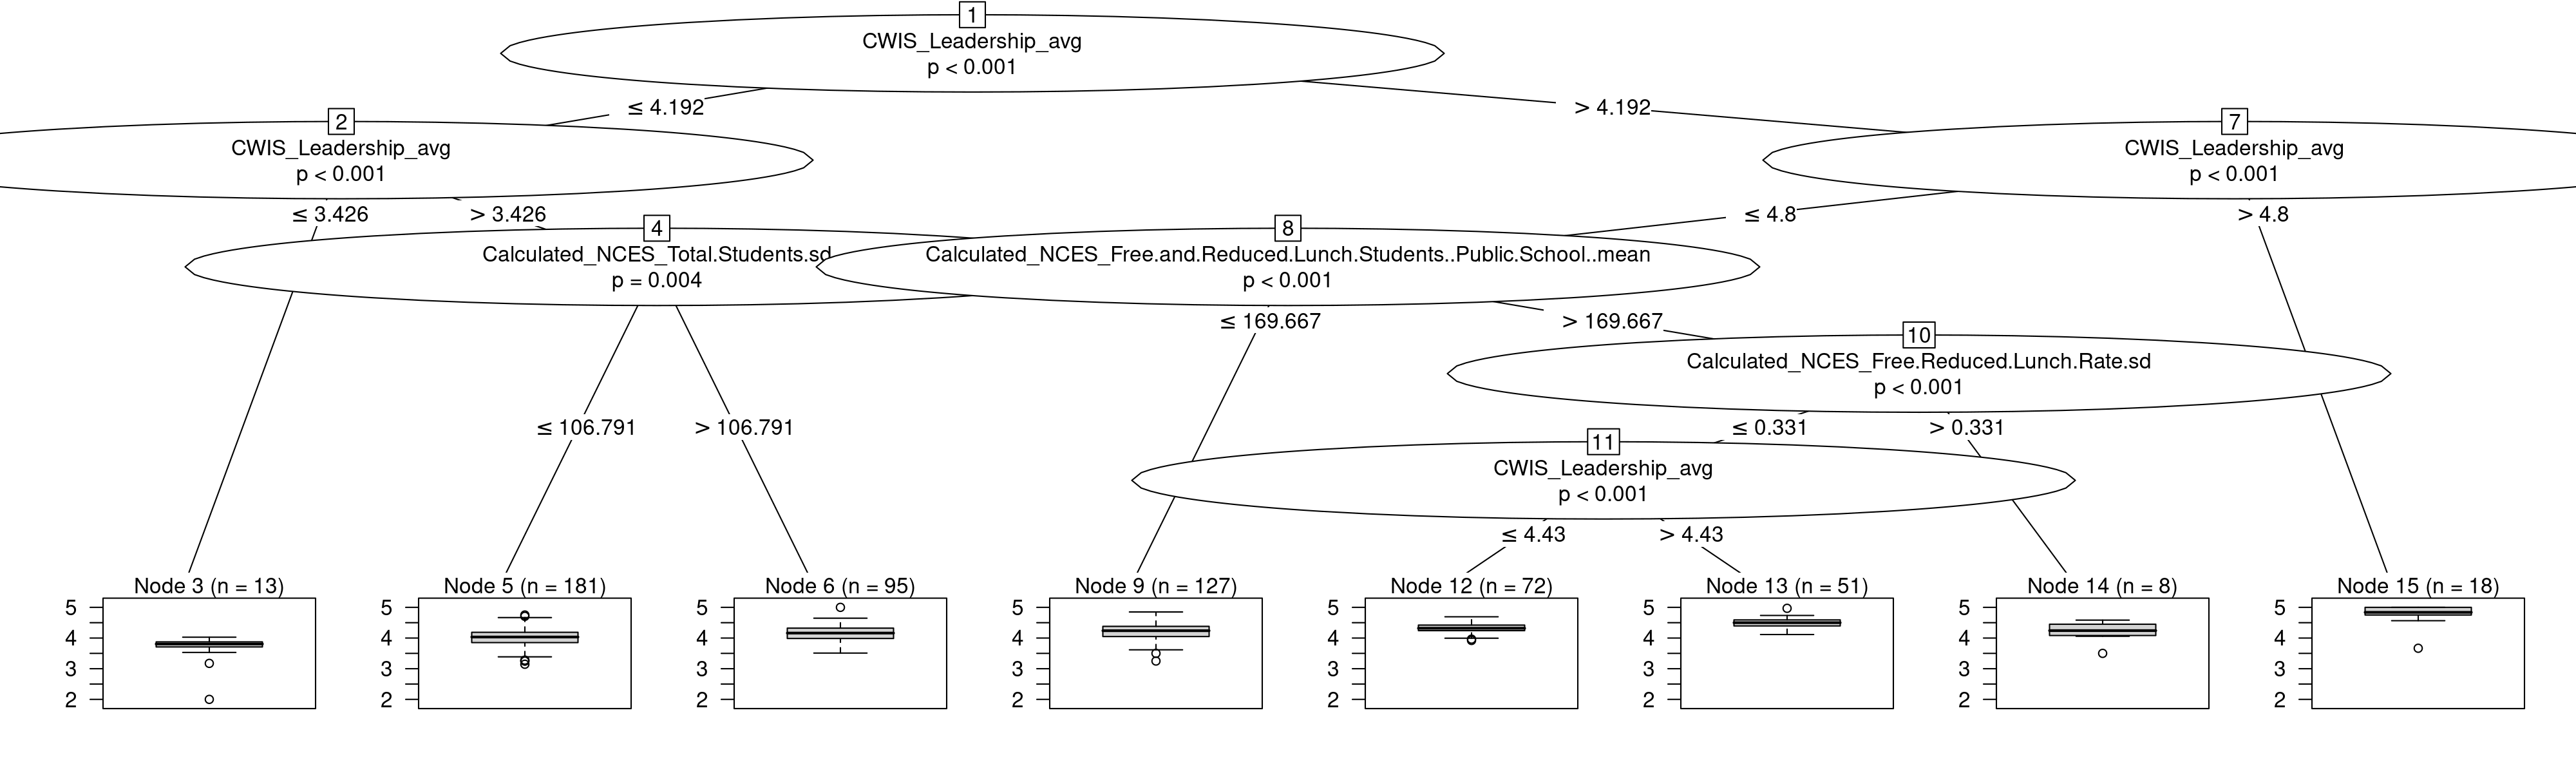 1
CWIS_Leadership_avg
p < 0.001
≤ 4.192
> 4.192
2
CWIS_Leadership_avg
p < 0.001
7
CWIS_Leadership_avg
p < 0.001
≤ 3.426
> 3.426
≤ 4.8
> 4.8
4
Calculated_NCES_Total.Students.sd
p = 0.004
8
Calculated_NCES_Free.and.Reduced.Lunch.Students..Public.School..mean
p < 0.001
≤ 169.667
> 169.667
10
Calculated_NCES_Free.Reduced.Lunch.Rate.sd
p < 0.001
≤ 106.791
> 106.791
≤ 0.331
> 0.331
11
CWIS_Leadership_avg
p < 0.001
≤ 4.43
> 4.43
Node 3 (n = 13)
5
4
3
2
Node 5 (n = 181)
5
4
3
2
Node 6 (n = 95)
5
4
3
2
Node 9 (n = 127)
5
4
3
2
Node 12 (n = 72)
5
4
3
2
Node 13 (n = 51)
5
4
3
2
Node 14 (n = 8)
5
4
3
2
Node 15 (n = 18)
5
4
3
2